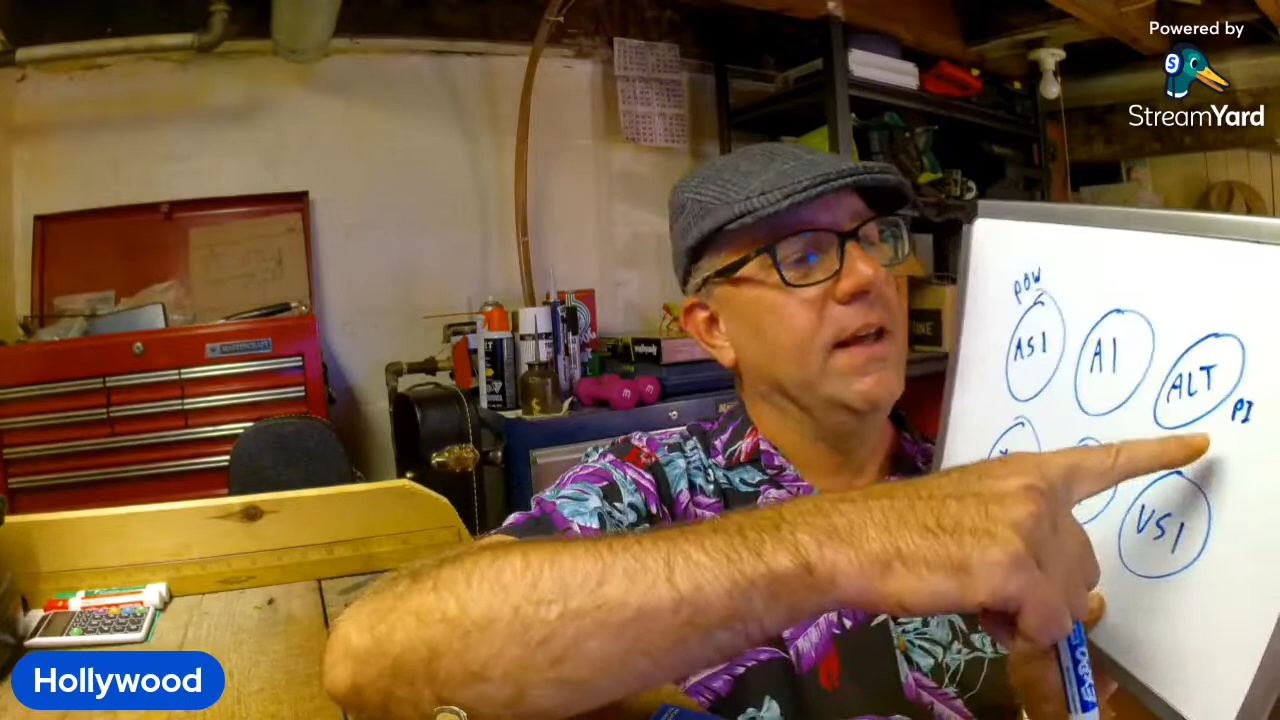 Powered by
StreamYard
POW
ASI
AI
ALT
PI
VSI
Hollywood